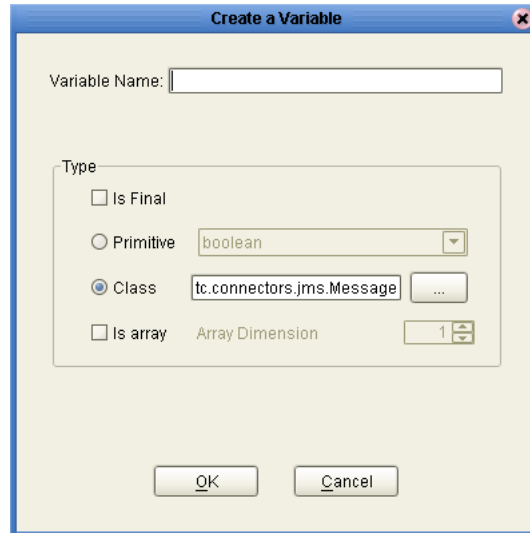 Create a Variable
Variable Name:
Type
Is Final
Primitive boolean
Class tc.connectors.jms.Message ...
Is array Array Dimension 1
OK Cancel